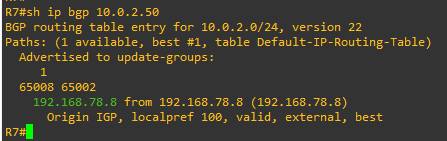 R7#sh ip bgp 10.0.2.50
BGP routing table entry for 10.0.2.0/24, version 22
Paths: (1 available, best #1, table Default-IP-Routing-Table)
  Advertised to update-groups:
     1
  65008 65002
    192.168.78.8 from 192.168.78.8 (192.168.78.8)
      Origin IGP, localpref 100, valid, external, best
R7#